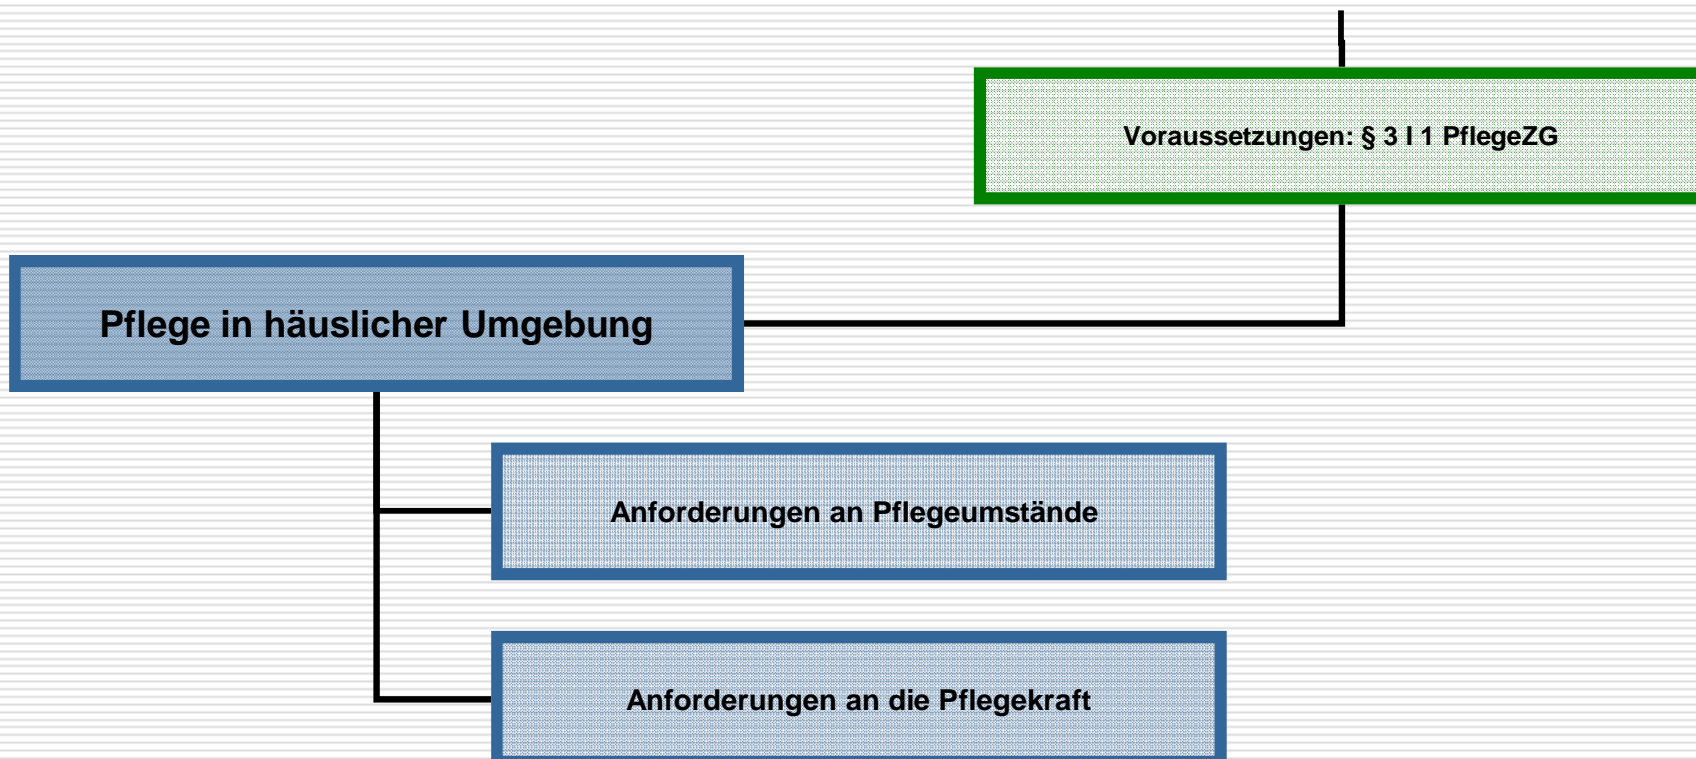 Voraussetzungen: § 3 I 1 PflegeZG
Pflege in häuslicher Umgebung
Anforderungen an Pflegeumstände
Anforderungen an die Pflegekraft